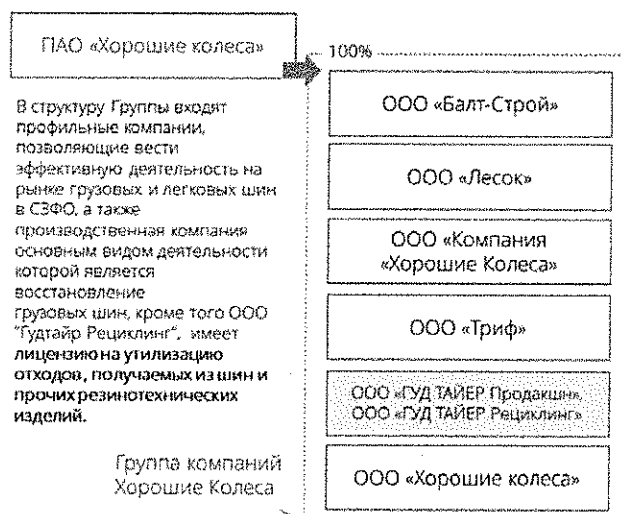 ПАО «Хорошие колеса»
100%
В структуру Группы входят
профильные компании,
позволяющие вести
эффективную деятельность на
рынке грузовых и легковых шин
в СЗФО, а также
производственная компания
основным видом деятельности
которой является
восстановление
грузовых шин, кроме того ООО
"Гудтайр Рециклинг", имеет
лицензию на утилизацию
отходов, получаемых из шин и
прочих резинотехнических
изделий.
Группа компаний
Хорошие Колеса
ООО «Балт-Строй»
ООО «Лесок»
ООО «Компания
«Хорошие Колеса»
ООО «Триф»
ООО «ГУД ТАЙЕР Продакшн»,
ООО «ГУД ТАЙЕР Рециклинг»
ООО «Хорошие колеса»